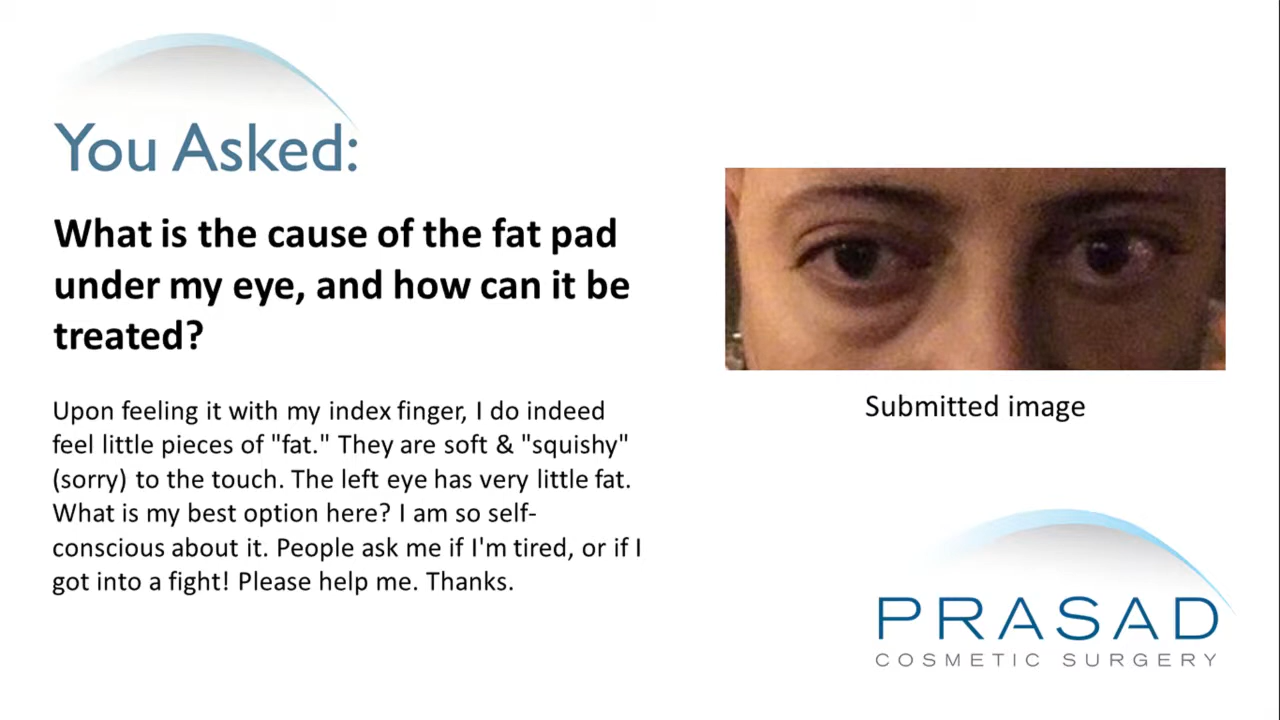 You Asked:
What is the cause of the fat pad
under my eye, and how can it be
treated?
Upon feeling it with my index finger, I do indeed
feel little pieces of "fat." They are soft & "squishy"
(sorry) to the touch. The left eye has very little fat.
What is my best option here? I am so self-
conscious about it. People ask me if I'm tired, or if I
got into a fight! Please help me. Thanks.
Submitted image
PRASAD
COSMETIC SURGERY